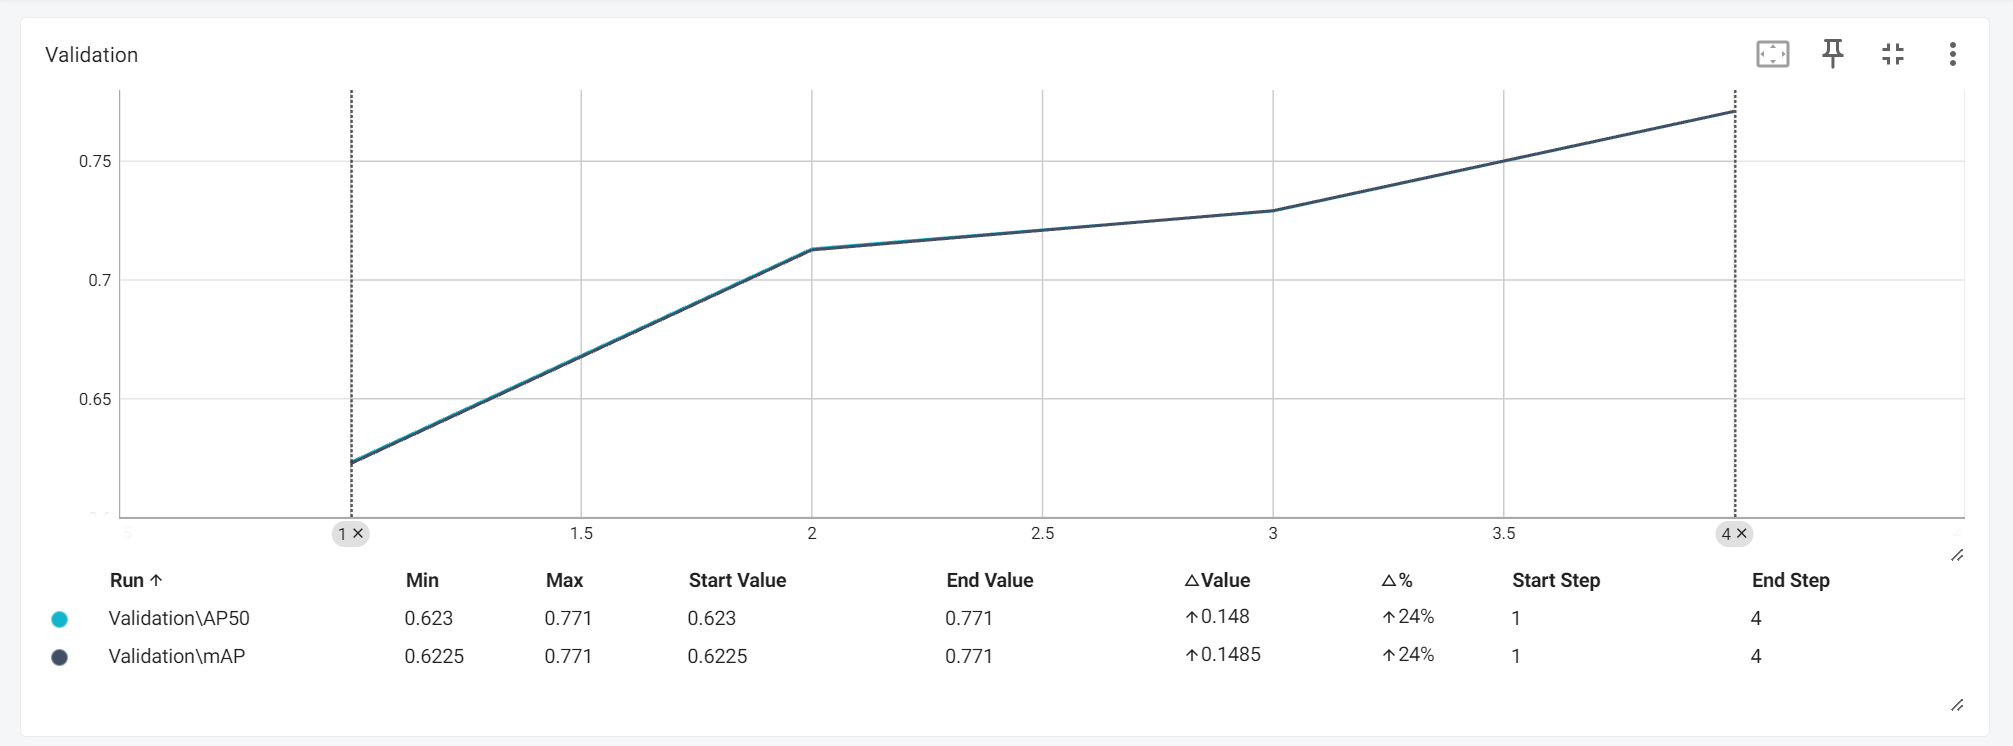 Validation
0.75
0.7
0.65
1 × 1.5 2 2.5 3 3.5 4 ×
Run ↑ Min Max Start Value End Value △Value △% Start Step End Step
Validation\AP50 0.623 0.771 0.623 0.771 ↑0.148 ↑24% 1 4
Validation\mAP 0.6225 0.771 0.6225 0.771 ↑0.1485 ↑24% 1 4